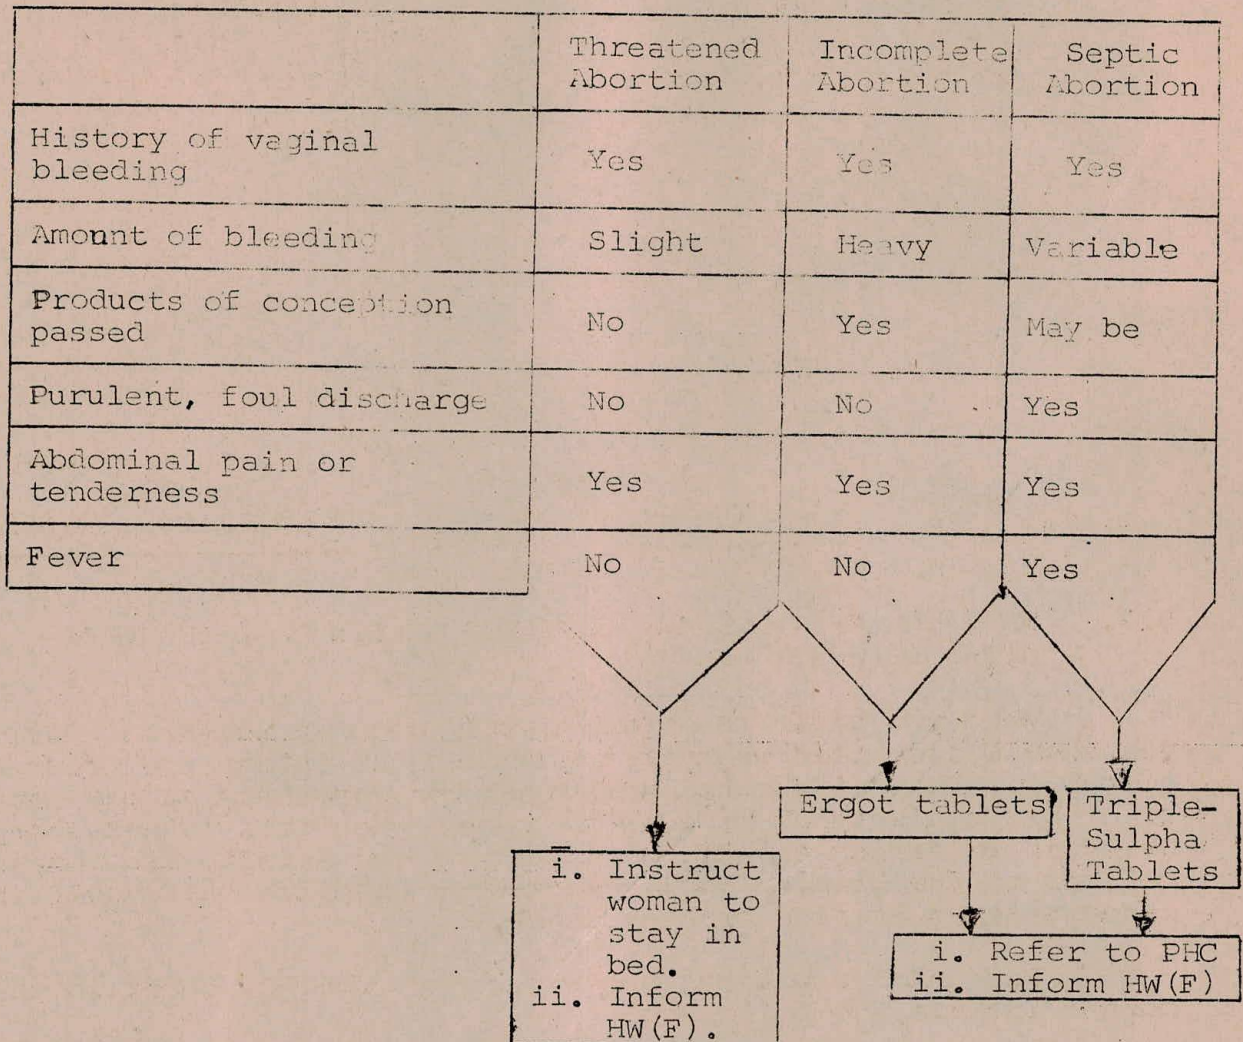 Threatened Abortion
Incomplete Abortion
Septic Abortion
History of vaginal bleeding
Yes
Yes
Yes
Amount of bleeding
Slight
Heavy
Variable
Products of conception passed
No
Yes
May be
Purulent, foul discharge
No
No
Yes
Abdominal pain or tenderness
Yes
Yes
Yes
Fever
No
No
Yes
i. Instruct
woman to
stay in
bed.
ii. Inform
HW(F).
Ergot tablets
Triple-
Sulpha
Tablets
i. Refer to PHC
ii. Inform HW(F)